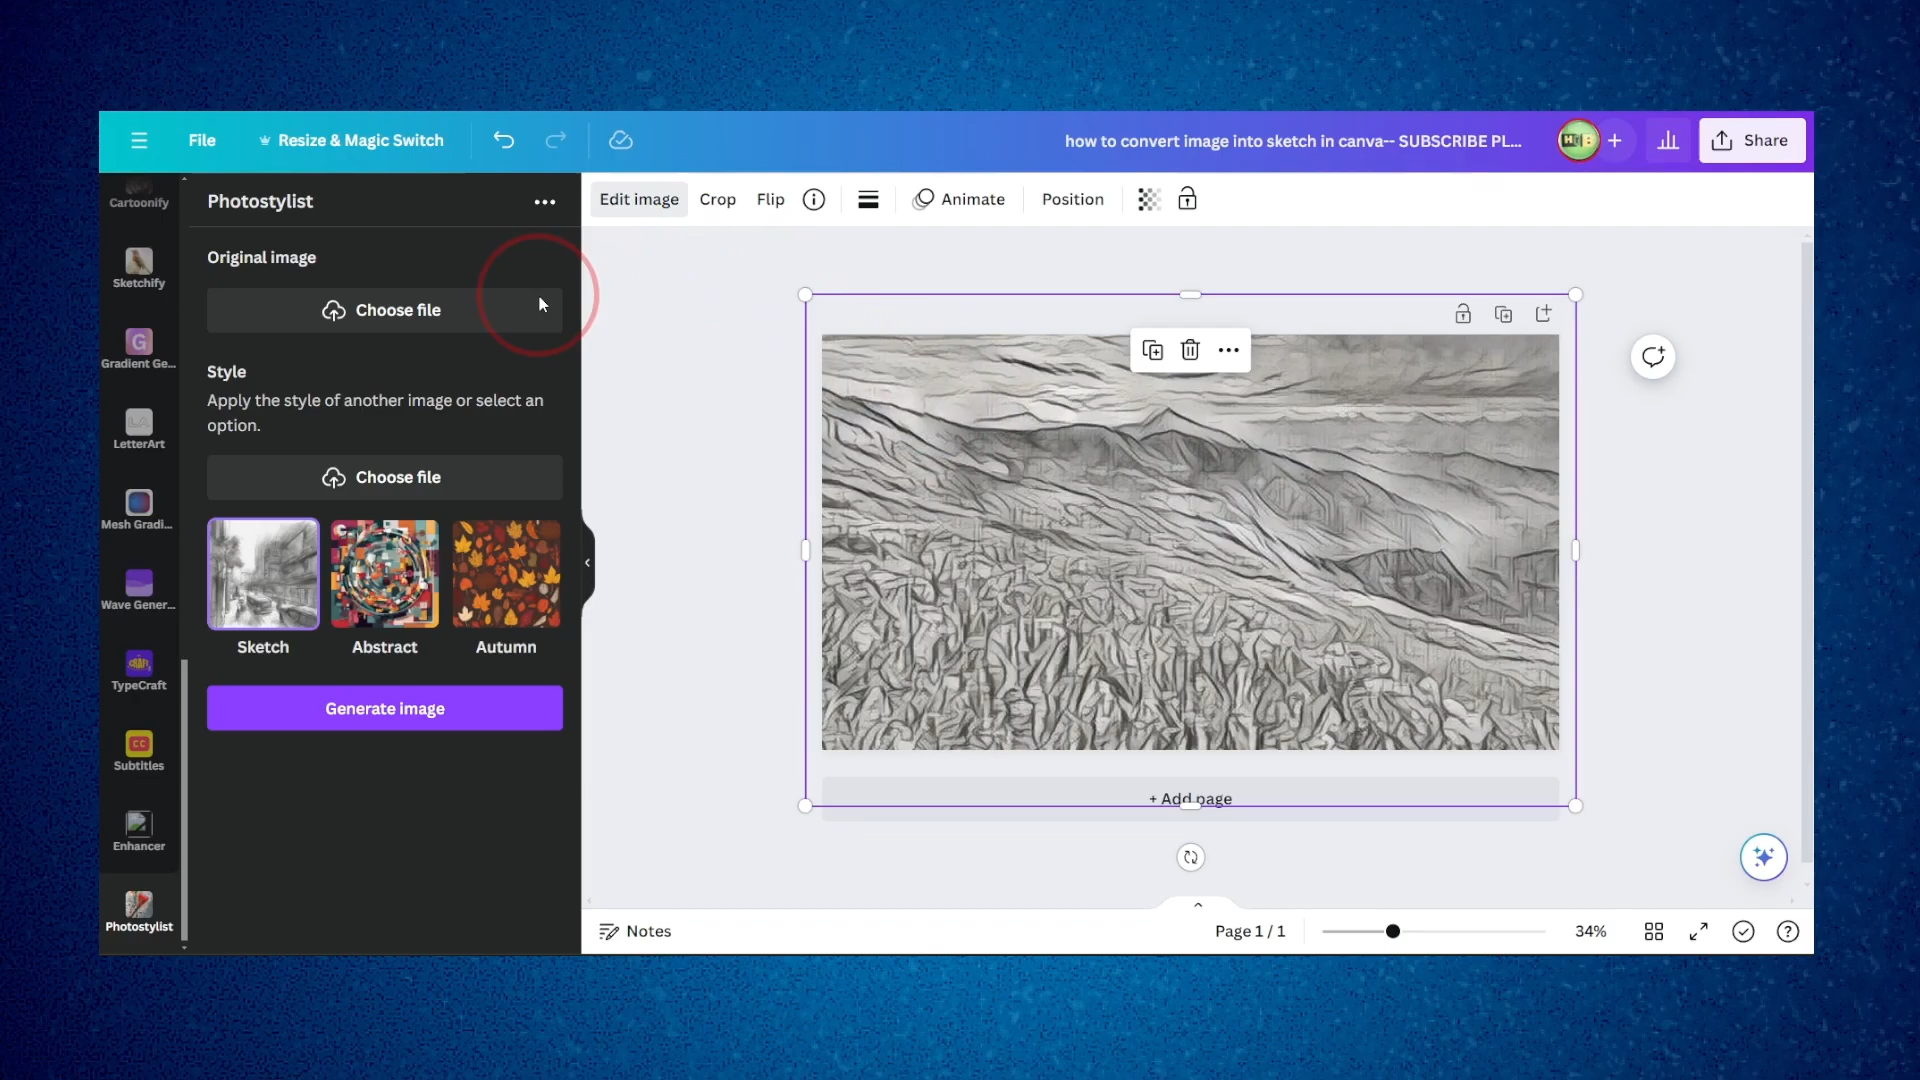 File
Resize & Magic Switch
how to convert image into sketch in canva-- SUBSCRIBE PL...
Share
Cartoonify
Sketchify
Gradient Ge...
LetterArt
Mesh Gradi...
Wave Gener...
TypeCraft
Subtitles
Enhancer
Photostylist
G
LA
CRAFT
CC
Photostylist
Original image
Choose file
Style
Apply the style of another image or select an
option.
Choose file
Sketch
Abstract
Autumn
Generate image
Edit image
Crop
Flip
Animate
Position
+ Add page
Notes
Page 1 / 1
34%